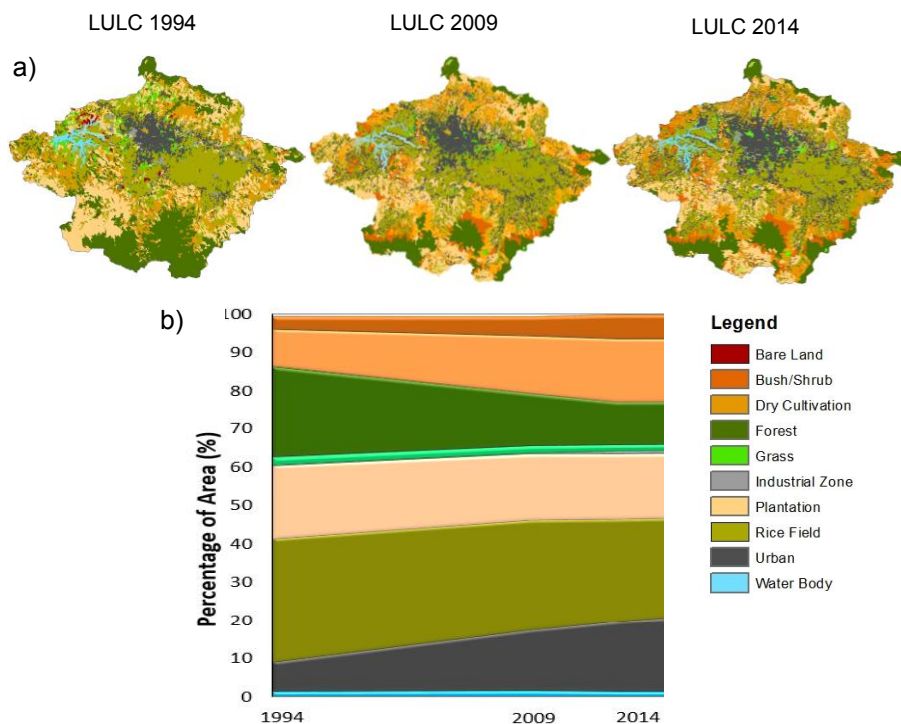 LULC 1994 LULC 2009 LULC 2014
a)
b)
100
90
80
70
60
50
40
30
20
10
0
Percentage of Area (%)
1994 2009 2014
Legend
Bare Land
Bush/Shrub
Dry Cultivation
Forest
Grass
Industrial Zone
Plantation
Rice Field
Urban
Water Body